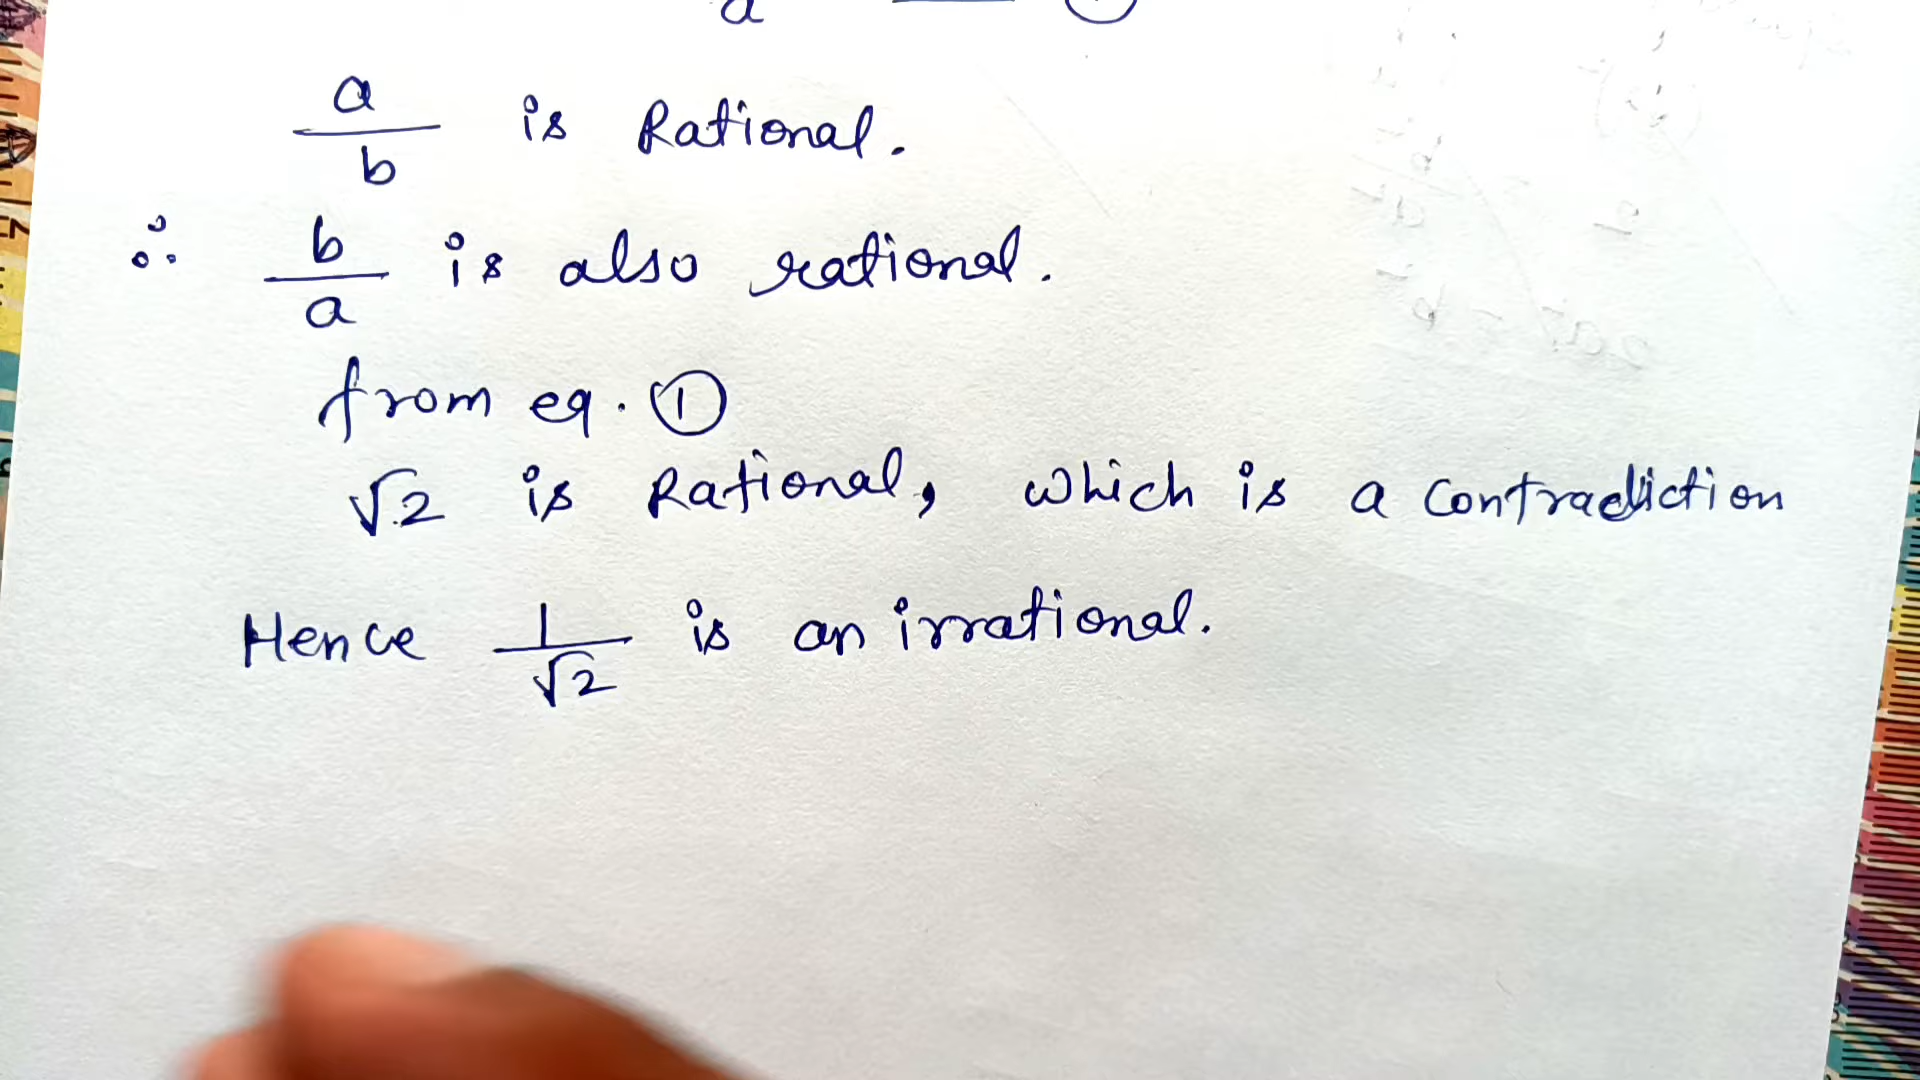 a ①
a/b is Rational.
∴ b/a is also rational.
from eq. ①
√2 is Rational, which is a contradiction
Hence 1/√2 is an irrational.